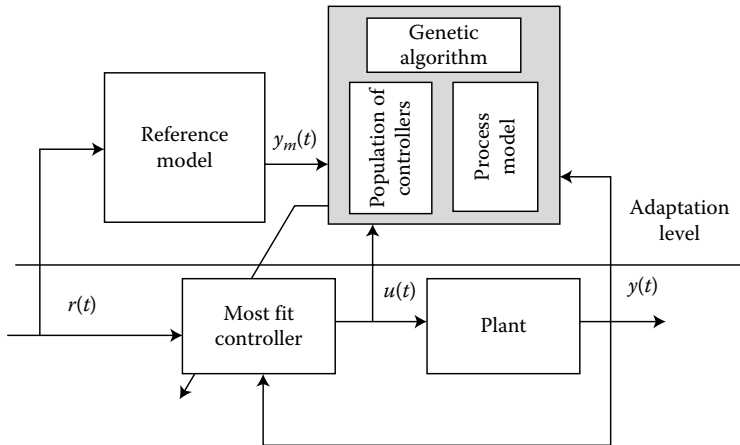 Genetic
algorithm
Reference
model
y_m(t)
Population of
controllers
Process
model
Adaptation
level
r(t)
Most fit
controller
u(t)
Plant
y(t)